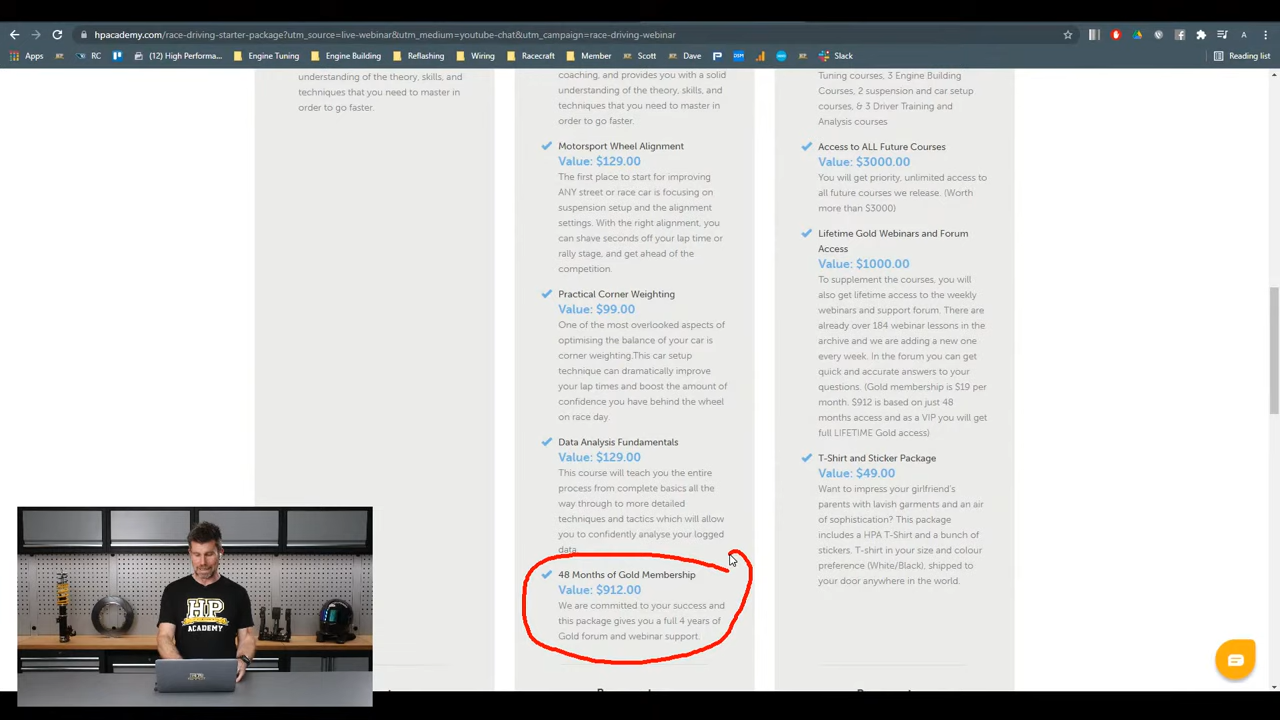 hpacademy.com/race-driving-starter-package?utm_source=live-webinar&utm_medium=youtube-chat&utm_campaign=race-driving-webinar
Apps
RC
(12) High Performa...
Engine Tuning
Engine Building
Reflashing
Wiring
Racecraft
Member
Scott
Dave
Slack
Reading list
understanding of the theory, skills, and
techniques that you need to master in
order to go faster.
coaching, and provides you with a solid
understanding of the theory, skills, and
techniques that you need to master in
order to go faster.
Motorsport Wheel Alignment
Value: $129.00
The first place to start for improving
ANY street or race car is focusing on
suspension setup and the alignment
settings. With the right alignment, you
can shave seconds off your lap time or
rally stage, and get ahead of the
competition.
Practical Corner Weighting
Value: $99.00
One of the most overlooked aspects of
optimising the balance of your car is
corner weighting.This car setup
technique can dramatically improve
your lap times and boost the amount of
confidence you have behind the wheel
on race day.
Data Analysis Fundamentals
Value: $129.00
This course will teach you the entire
process from complete basics all the
way through to more detailed
techniques and tactics which will allow
you to confidently analyse your logged
data.
48 Months of Gold Membership
Value: $912.00
We are committed to your success and
this package gives you a full 4 years of
Gold forum and webinar support.
Tuning courses, 3 Engine Building
Courses, 2 suspension and car setup
courses, & 3 Driver Training and
Analysis courses
Access to ALL Future Courses
Value: $3000.00
You will get priority, unlimited access to
all future courses we release. (Worth
more than $3000)
Lifetime Gold Webinars and Forum
Access
Value: $1000.00
To supplement the courses, you will
also get lifetime access to the weekly
webinars and support forum. There are
already over 184 webinar lessons in the
archive and we are adding a new one
every week. In the forum you can get
quick and accurate answers to your
questions. (Gold membership is $19 per
month. $912 is based on just 48
months access and as a VIP you will get
full LIFETIME Gold access)
T-Shirt and Sticker Package
Value: $49.00
Want to impress your girlfriend's
parents with lavish garments and an air
of sophistication? This package
includes a HPA T-Shirt and a bunch of
stickers. T-shirt in your size and colour
preference (White/Black), shipped to
your door anywhere in the world.
HP
ACADEMY